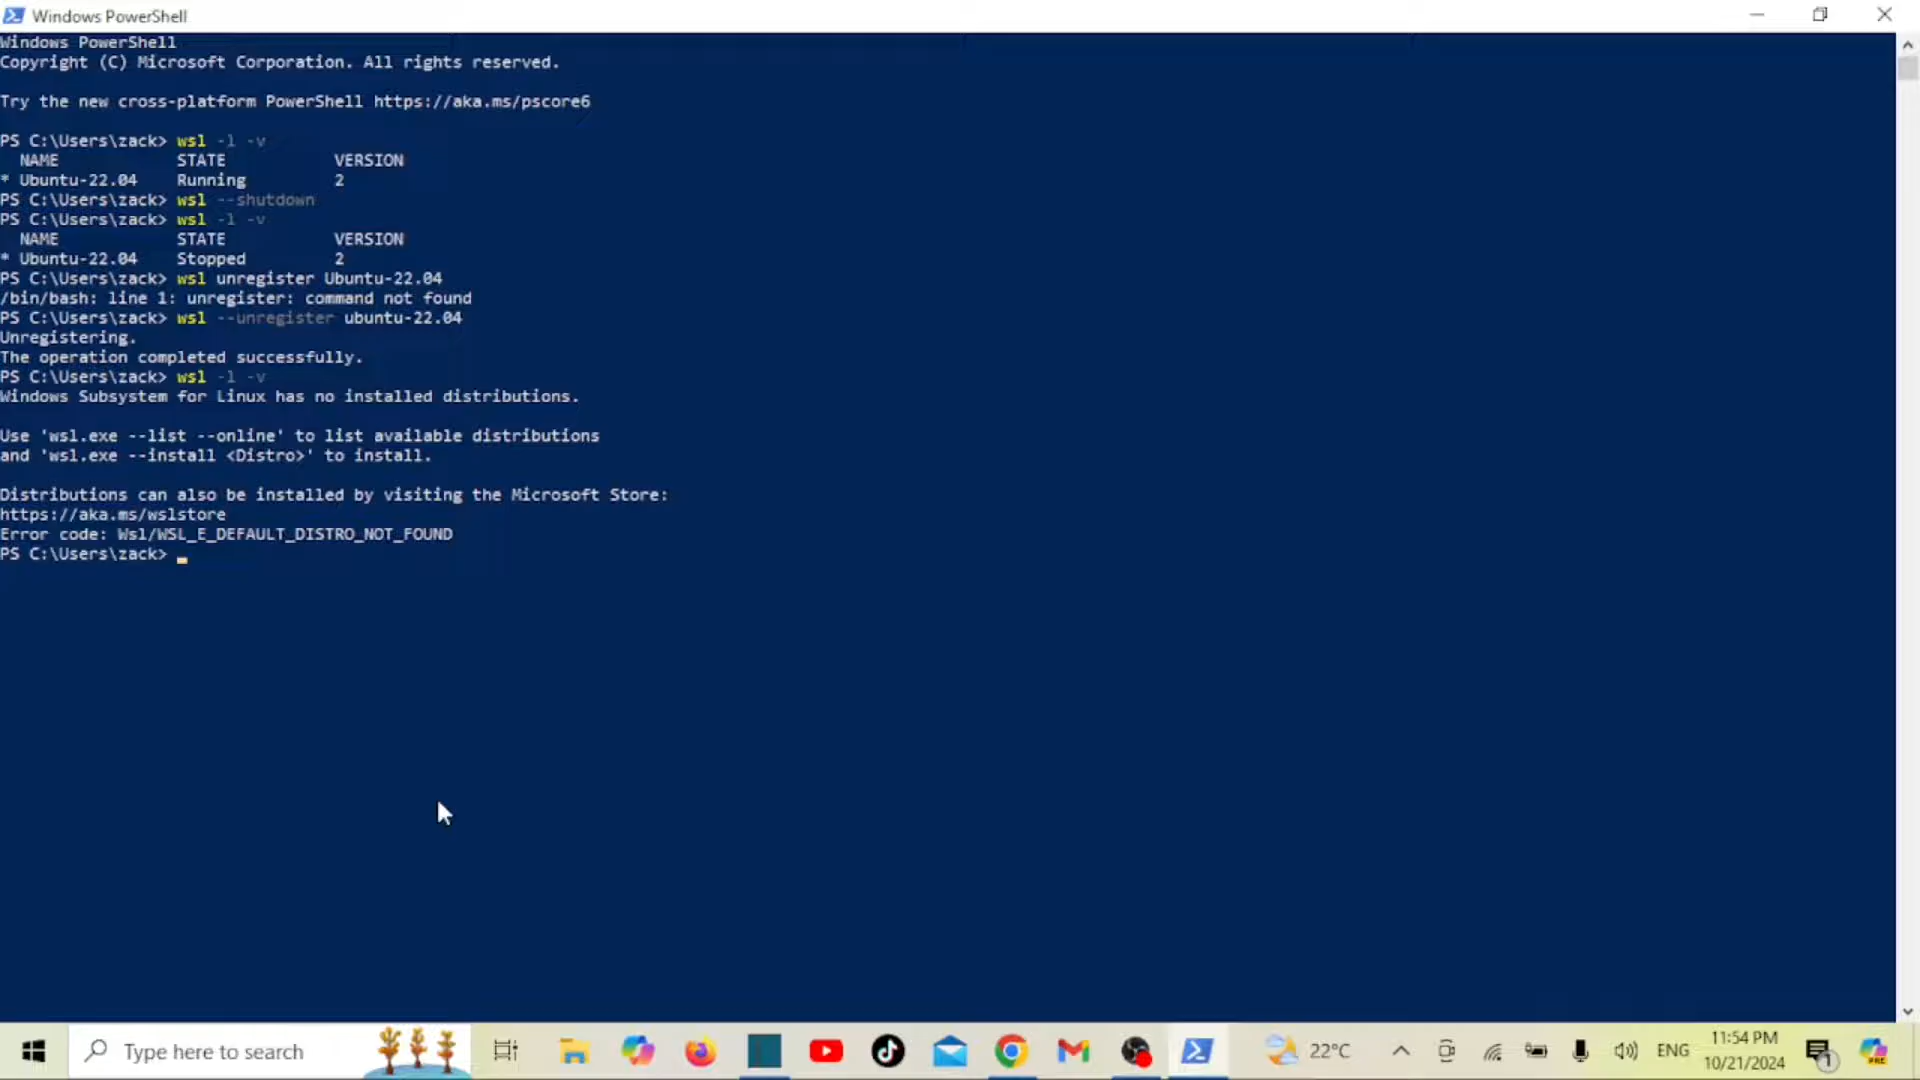 Windows PowerShell
Windows PowerShell
Copyright (C) Microsoft Corporation. All rights reserved.
Try the new cross-platform PowerShell https://aka.ms/pscore6
PS C:\Users\zack> wsl -l -v
NAME STATE VERSION
* Ubuntu-22.04 Running 2
PS C:\Users\zack> wsl --shutdown
PS C:\Users\zack> wsl -l -v
NAME STATE VERSION
* Ubuntu-22.04 Stopped 2
PS C:\Users\zack> wsl unregister Ubuntu-22.04
/bin/bash: line 1: unregister: command not found
PS C:\Users\zack> wsl --unregister ubuntu-22.04
Unregistering.
The operation completed successfully.
PS C:\Users\zack> wsl -l -v
Windows Subsystem for Linux has no installed distributions.
Use 'wsl.exe --list --online' to list available distributions
and 'wsl.exe --install <Distro>' to install.
Distributions can also be installed by visiting the Microsoft Store:
https://aka.ms/wslstore
Error code: Wsl/WSL_E_DEFAULT_DISTRO_NOT_FOUND
PS C:\Users\zack>
Type here to search
22°C
ENG
11:54 PM
10/21/2024
1
PRE